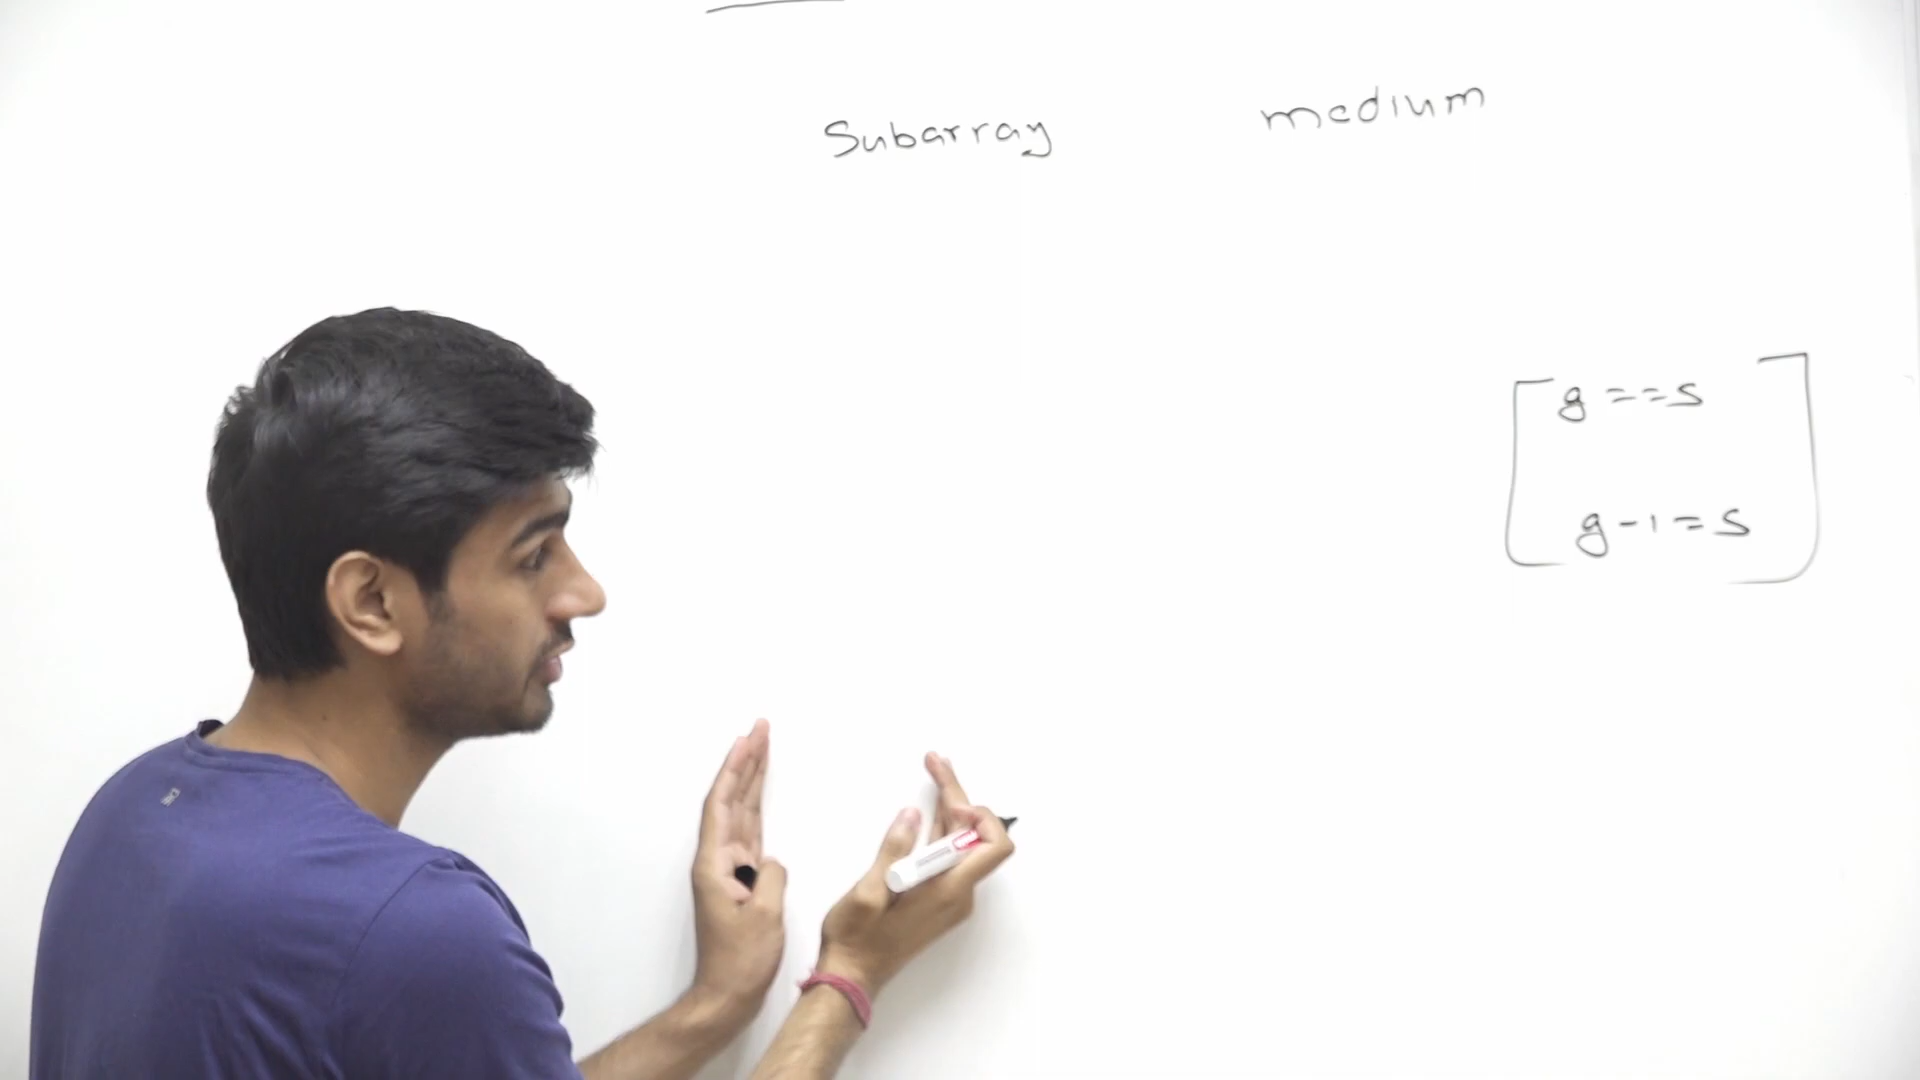 Subarray medium
g == s
g - 1 = s